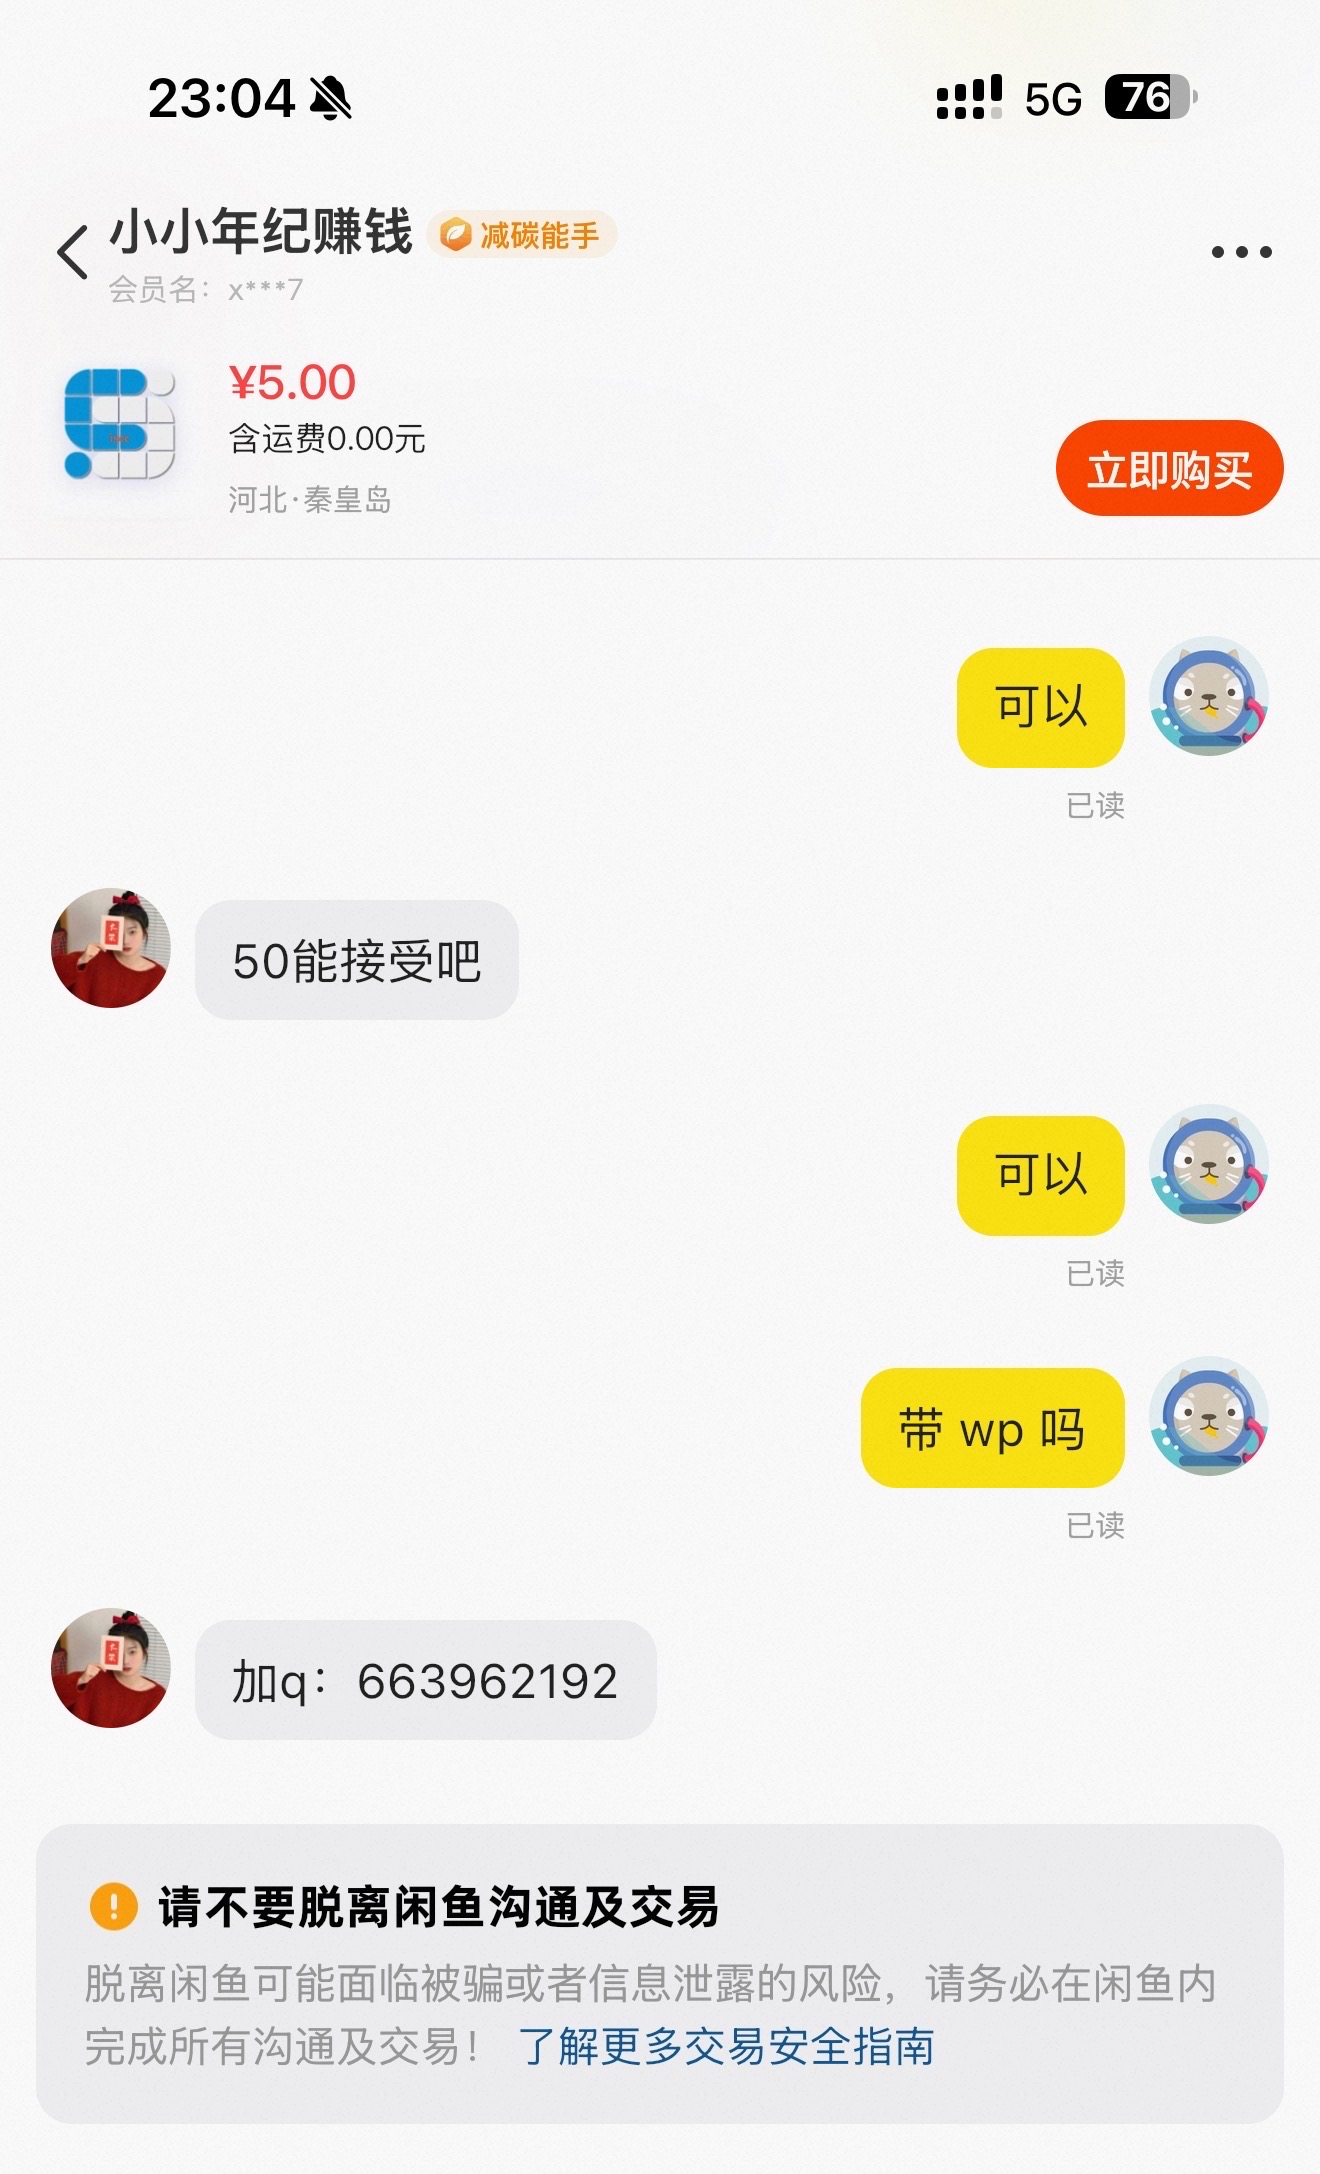 23:04
5G
76
小小年纪赚钱
减碳能手
会员名：x***7
¥5.00
含运费0.00元
河北·秦皇岛
立即购买
可以
已读
50能接受吧
可以
已读
带 wp 吗
已读
加q：663962192
请不要脱离闲鱼沟通及交易
脱离闲鱼可能面临被骗或者信息泄露的风险，请务必在闲鱼内
完成所有沟通及交易！ 了解更多交易安全指南